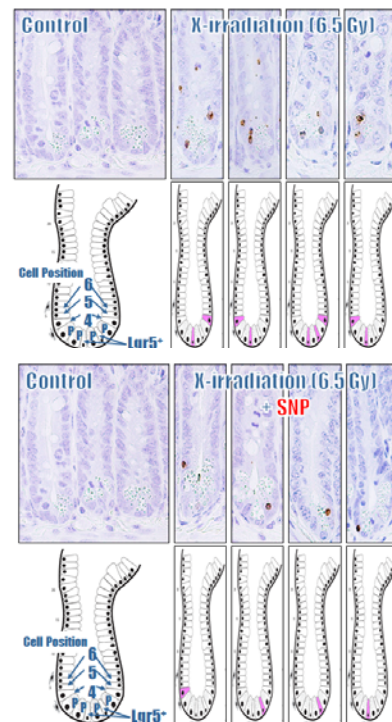 Control X-irradiation (6.5 Gy)
Cell Position
6
5
4
P P P P
Lgr5+
Control X-irradiation (6.5 Gy)
+ SNP
Cell Position
6
5
4
P P P P
Lgr5+